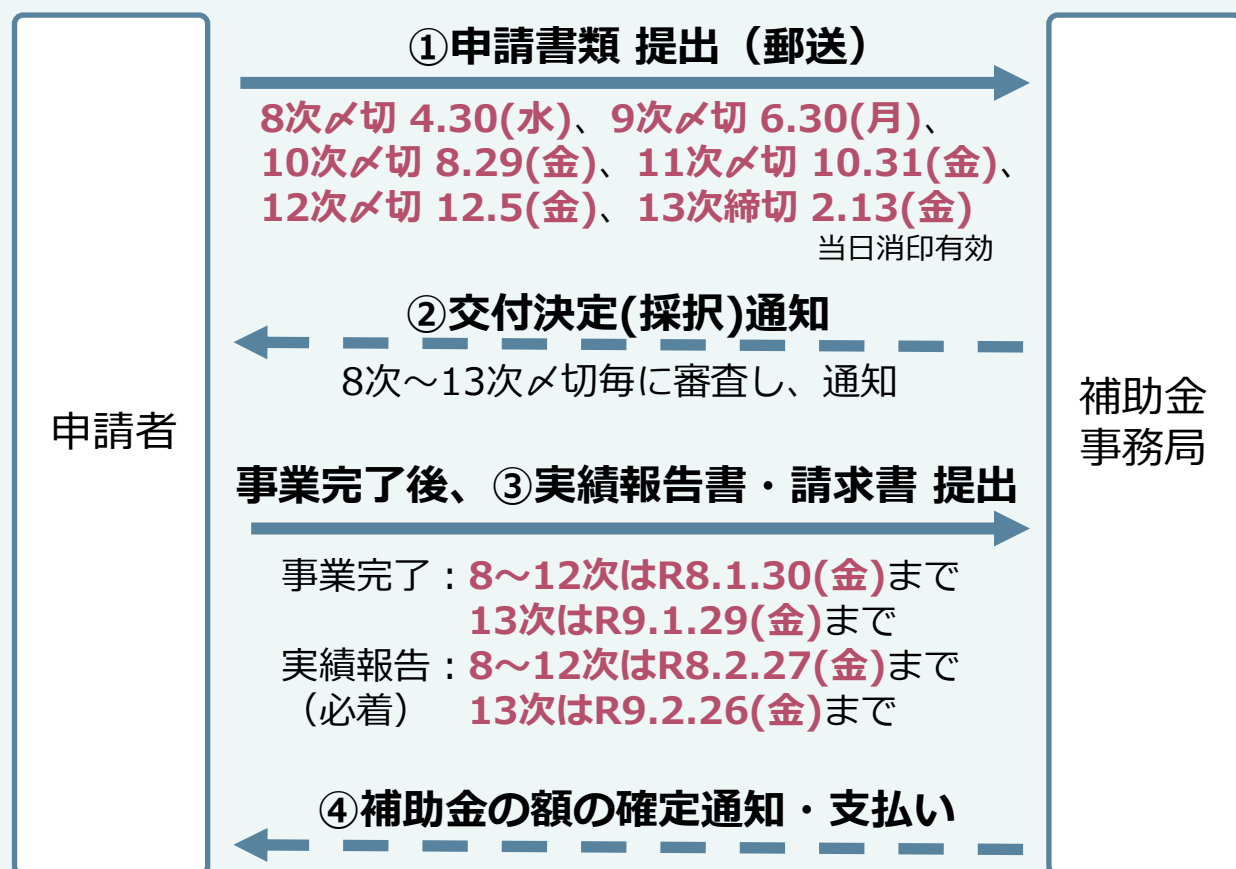 ①申請書類 提出（郵送）
8次〆切 4.30(水)、9次〆切 6.30(月)、
10次〆切 8.29(金)、11次〆切 10.31(金)、
12次〆切 12.5(金)、13次締切 2.13(金)
当日消印有効
②交付決定(採択)通知
8次～13次〆切毎に審査し、通知
申請者
補助金
事務局
事業完了後、③実績報告書・請求書 提出
事業完了：8～12次はR8.1.30(金)まで
13次はR9.1.29(金)まで
実績報告：8～12次はR8.2.27(金)まで
（必着） 13次はR9.2.26(金)まで
④補助金の額の確定通知・支払い